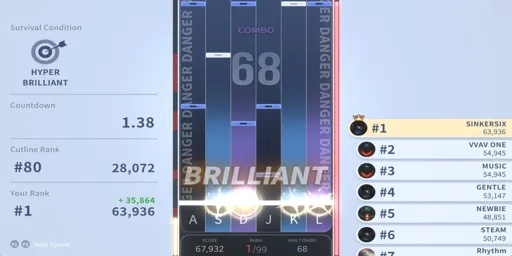 Survival Condition
HYPER
BRILLIANT
Countdown
1.38
Cutline Rank
#80 28,072
Your Rank
+ 35,864
#1 63,936
DANGER DANGER DANGER
DANGER DANGER DANGER
COMBO
68
BRILLIANT
A S D J K L
SCORE RANK MAX COMBO
67,932 1/99 68
#1 SINKERSIX
63,936
#2 VVAV ONE
54,945
#3 MUSIC
54,945
#4 GENTLE
53,147
#5 NEWBIE
48,851
#6 STEAM
50,749
#7 Rhythm